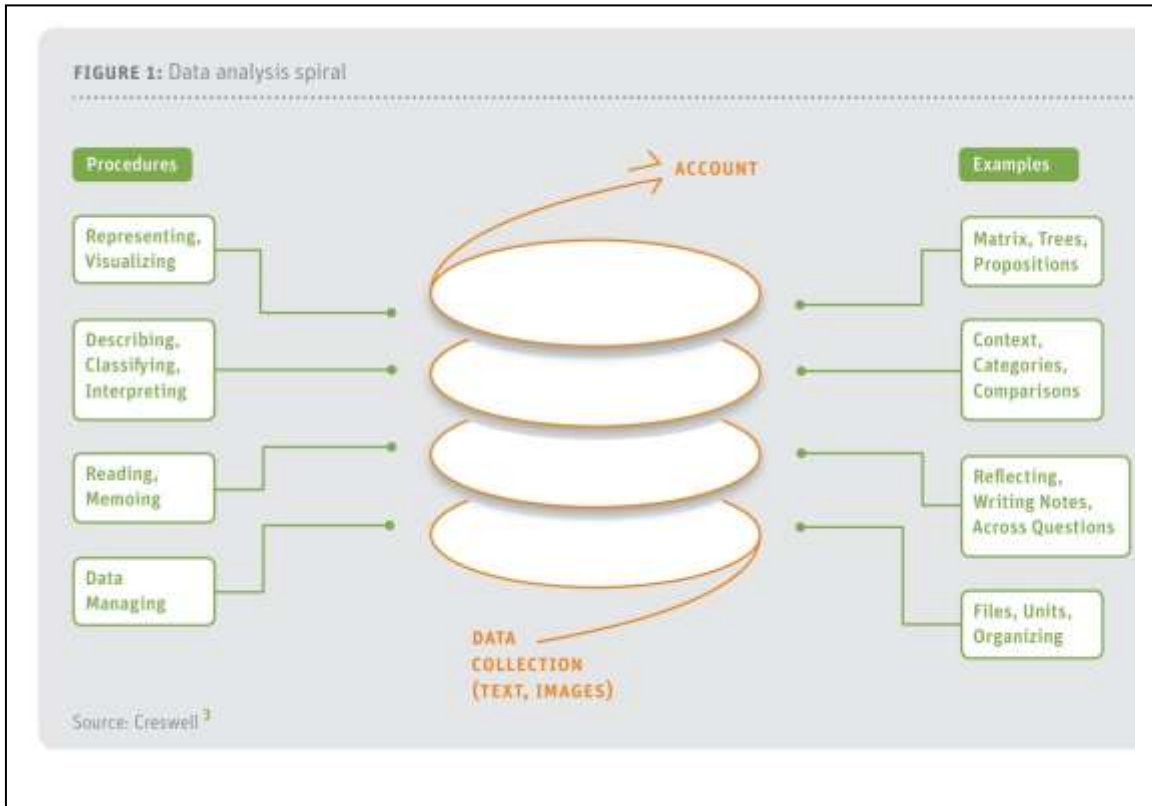 FIGURE 1: Data analysis spiral
Procedures
Representing,
Visualizing
Describing,
Classifying,
Interpreting
Reading,
Memoing
Data
Managing
ACCOUNT
DATA
COLLECTION
(TEXT, IMAGES)
Examples
Matrix, Trees,
Propositions
Context,
Categories,
Comparisons
Reflecting,
Writing Notes,
Across Questions
Files, Units,
Organizing
Source: Creswell 3